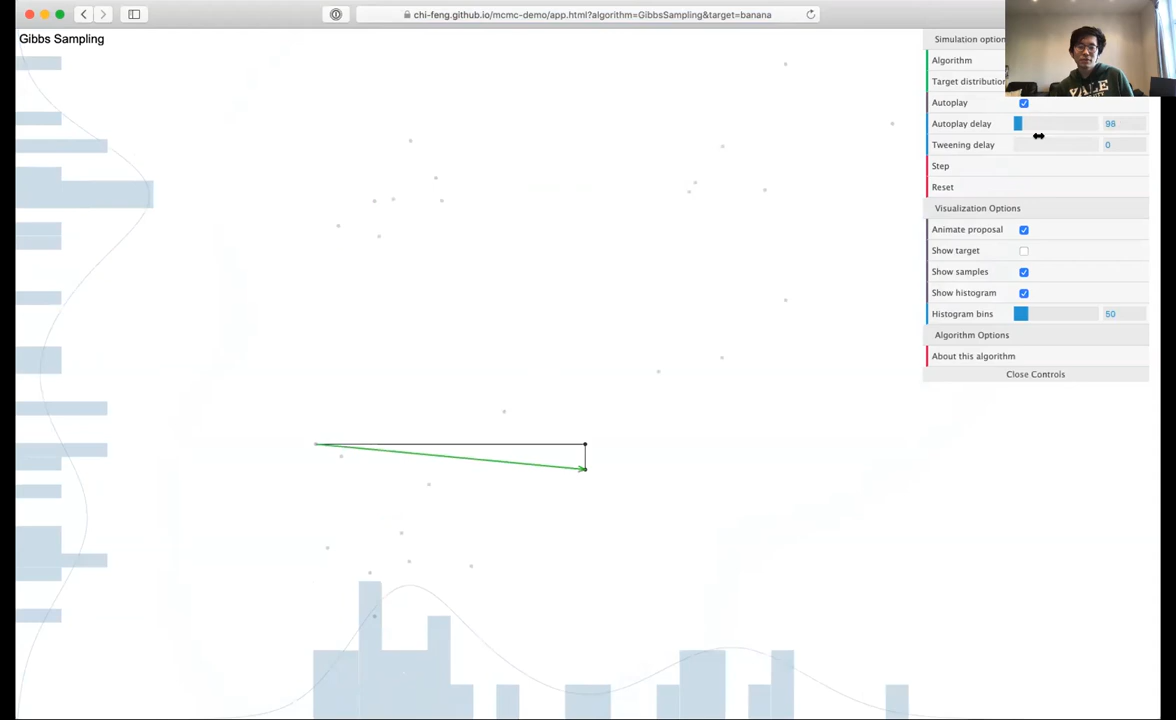 chi-feng.github.io/mcmc-demo/app.html?algorithm=GibbsSampling&target=banana
Gibbs Sampling
Simulation option
Algorithm
Target distribution
Autoplay
Autoplay delay 98
Tweening delay 0
Step
Reset
Visualization Options
Animate proposal
Show target
Show samples
Show histogram
Histogram bins 50
Algorithm Options
About this algorithm
Close Controls
YALE